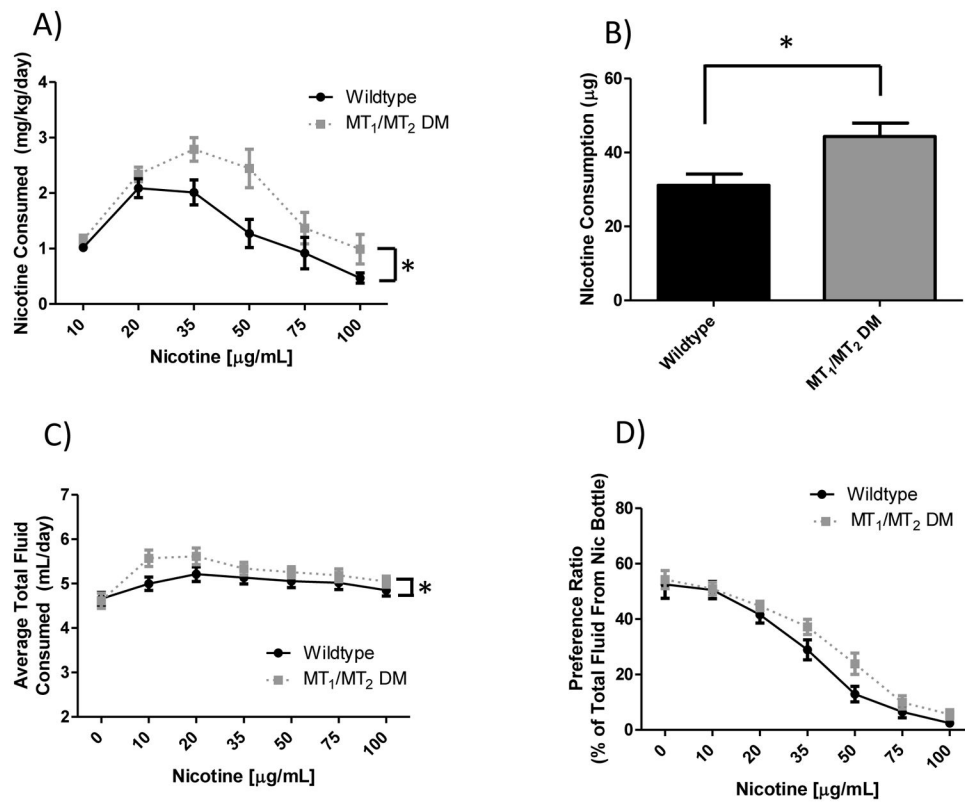 A)
Nicotine Consumed (mg/kg/day)
4
3
2
1
0
Wildtype
MT₁/MT₂ DM
*
10 20 35 50 75 100
Nicotine [μg/mL]
B)
NIcotine Consumption (μg)
60
40
20
0
*
Wildtype
MT₁/MT₂ DM
C)
Average Total Fluid
Consumed (mL/day)
7
6
5
4
3
2
*
Wildtype
MT₁/MT₂ DM
0 10 20 35 50 75 100
Nicotine [μg/mL]
D)
Preference Ratio
(% of Total Fluid From Nic Bottle)
80
60
40
20
0
Wildtype
MT₁/MT₂ DM
0 10 20 35 50 75 100
Nicotine [μg/mL]